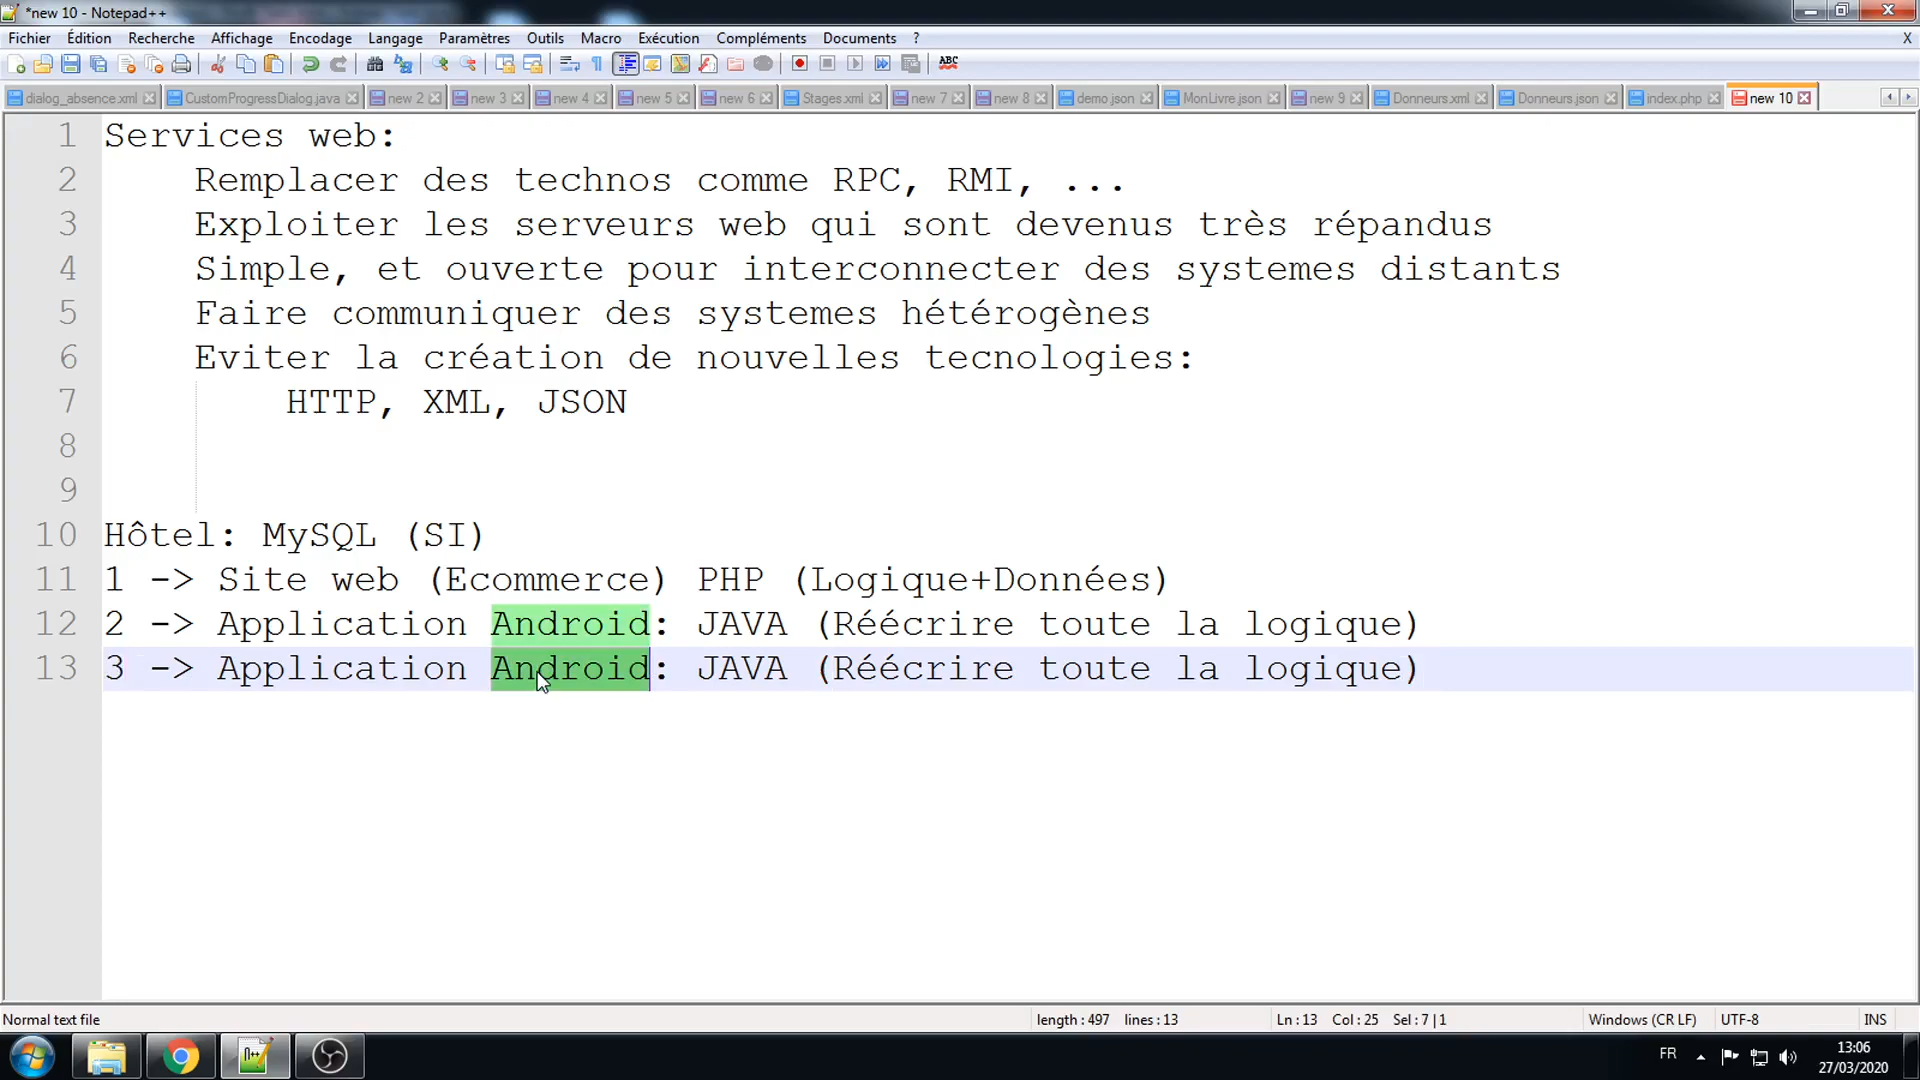 *new 10 - Notepad++
Fichier Édition Recherche Affichage Encodage Langage Paramètres Outils Macro Exécution Compléments Documents ? X
ABC
dialog_absence.xml CustomProgressDialog.java new 2 new 3 new 4 new 5 new 6 Stages.xml new 7 new 8 demo.json MonLivre.json new 9 Donneurs.xml Donneurs.json index.php new 10
1 Services web:
2 Remplacer des technos comme RPC, RMI, ...
3 Exploiter les serveurs web qui sont devenus très répandus
4 Simple, et ouverte pour interconnecter des systemes distants
5 Faire communiquer des systemes hétérogènes
6 Eviter la création de nouvelles tecnologies:
7 HTTP, XML, JSON
8
9
10 Hôtel: MySQL (SI)
11 1 -> Site web (Ecommerce) PHP (Logique+Données)
12 2 -> Application Android: JAVA (Réécrire toute la logique)
13 3 -> Application Android: JAVA (Réécrire toute la logique)
Normal text file length : 497 lines : 13 Ln : 13 Col : 25 Sel : 7 | 1 Windows (CR LF) UTF-8 INS
FR 13:06
27/03/2020